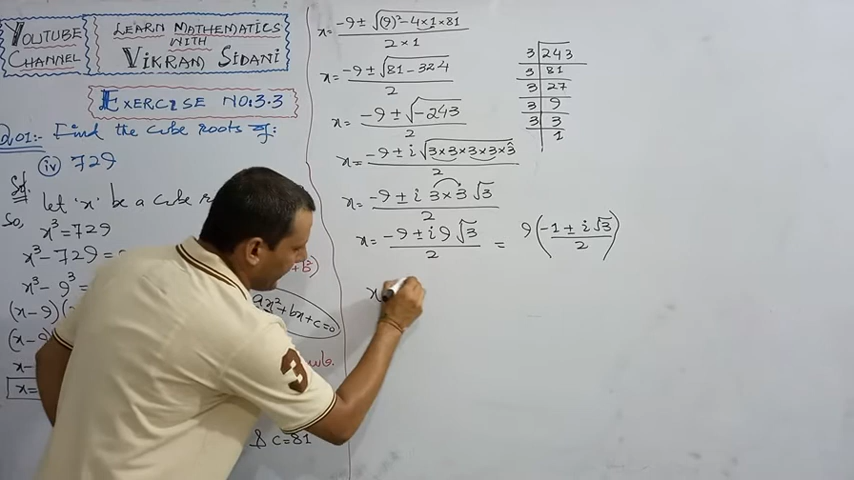 YOUTUBE
CHANNEL
LEARN MATHEMATICS
WITH
VIKRAM SIDANI
EXERCISE NO:3.3
Q01:- Find the cube roots of:
(iv) 729
Sol.
let 'x' be a cube
So,
x³=729
x³-729=
x³-9³=
(x-9)(
+b²)
(x-9
ax²+bx+c=0
x-
x=
& c=81
x= -9±√(9)²-4×1×81 / 2×1
x= -9±√81-324 / 2
x= -9±√-243 / 2
x= -9±i√3×3×3×3×3 / 2
x= -9±i 3×3√3 / 2
x= -9±i9√3 / 2 = 9(-1±i√3 / 2)
x
3 243
3 81
3 27
3 9
3 3
1
3